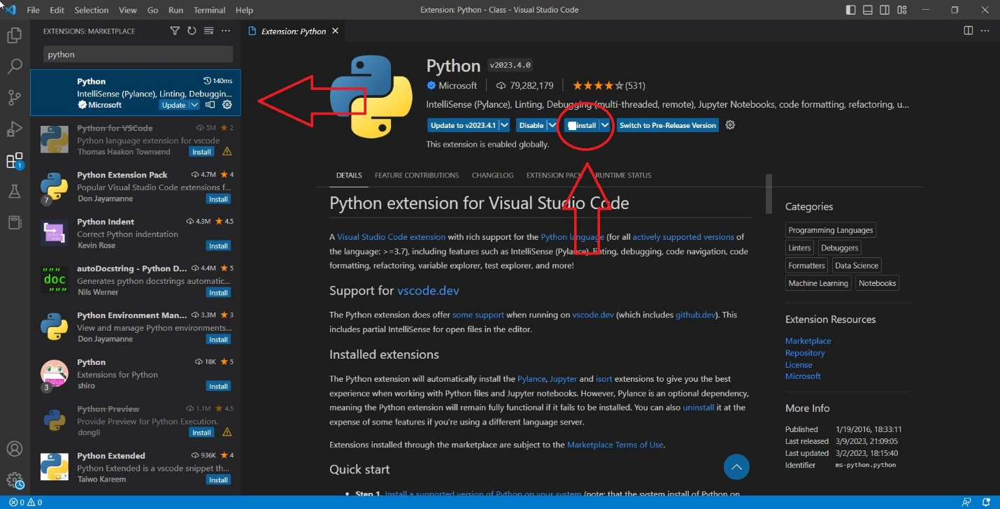 File Edit Selection View Go Run Terminal Help
Extension: Python - Class - Visual Studio Code
EXTENSIONS: MARKETPLACE
python
Python 140ms
IntelliSense (Pylance), Linting, Debuggin...
Microsoft Update
Python for VSCode 5M 2
Python language extension for vscode
Thomas Haakon Townsend Install
Python Extension Pack 4.7M 4
Popular Visual Studio Code extensions f...
7 Don Jayamanne Install
Python Indent 4.3M 4.5
Correct Python indentation
Kevin Rose Install
autoDocstring - Python D... 4.4M 5
Generates python docstrings automatic...
Nils Werner Install
""" doc """
Python Environment Man... 3.3M 3
View and manage Python environments...
Don Jayamanne Install
Python 18K 5
Extensions for Python
3 shiro Install
Python Preview 1.1M 4.5
Provide Preview for Python Execution.
dongli Install
Python Extended 936K 4
Python Extended is a vscode snippet th...
Taiwo Kareem Install
1
Extension: Python
Python v2023.4.0
Microsoft 79,282,179 (531)
IntelliSense (Pylance), Linting, Debugging (multi-threaded, remote), Jupyter Notebooks, code formatting, refactoring, u...
Update to v2023.4.1 Disable install Switch to Pre-Release Version
This extension is enabled globally.
DETAILS FEATURE CONTRIBUTIONS CHANGELOG EXTENSION PACK RUNTIME STATUS
Python extension for Visual Studio Code
A Visual Studio Code extension with rich support for the Python language (for all actively supported versions of
the language: >=3.7), including features such as IntelliSense (Pylance), linting, debugging, code navigation, code
formatting, refactoring, variable explorer, test explorer, and more!
Support for vscode.dev
The Python extension does offer some support when running on vscode.dev (which includes github.dev). This
includes partial IntelliSense for open files in the editor.
Installed extensions
The Python extension will automatically install the Pylance, Jupyter and isort extensions to give you the best
experience when working with Python files and Jupyter notebooks. However, Pylance is an optional dependency,
meaning the Python extension will remain fully functional if it fails to be installed. You can also uninstall it at the
expense of some features if you're using a different language server.
Extensions installed through the marketplace are subject to the Marketplace Terms of Use.
Quick start
• Step 1. Install a supported version of Python on your system (note: that the system install of Python on
Categories
Programming Languages
Linters Debuggers
Formatters Data Science
Machine Learning Notebooks
Extension Resources
Marketplace
Repository
License
Microsoft
More Info
Published 1/19/2016, 18:33:11
Last released 3/9/2023, 21:09:05
Last updated 3/2/2023, 18:15:40
Identifier ms-python.python
0 0